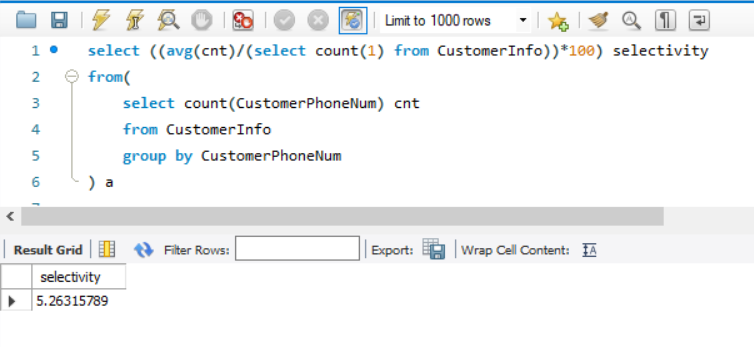 Limit to 1000 rows
1 select ((avg(cnt)/(select count(1) from CustomerInfo))*100) selectivity
2 from(
3 select count(CustomerPhoneNum) cnt
4 from CustomerInfo
5 group by CustomerPhoneNum
6 ) a
Result Grid Filter Rows: Export: Wrap Cell Content: IA
selectivity
5.26315789